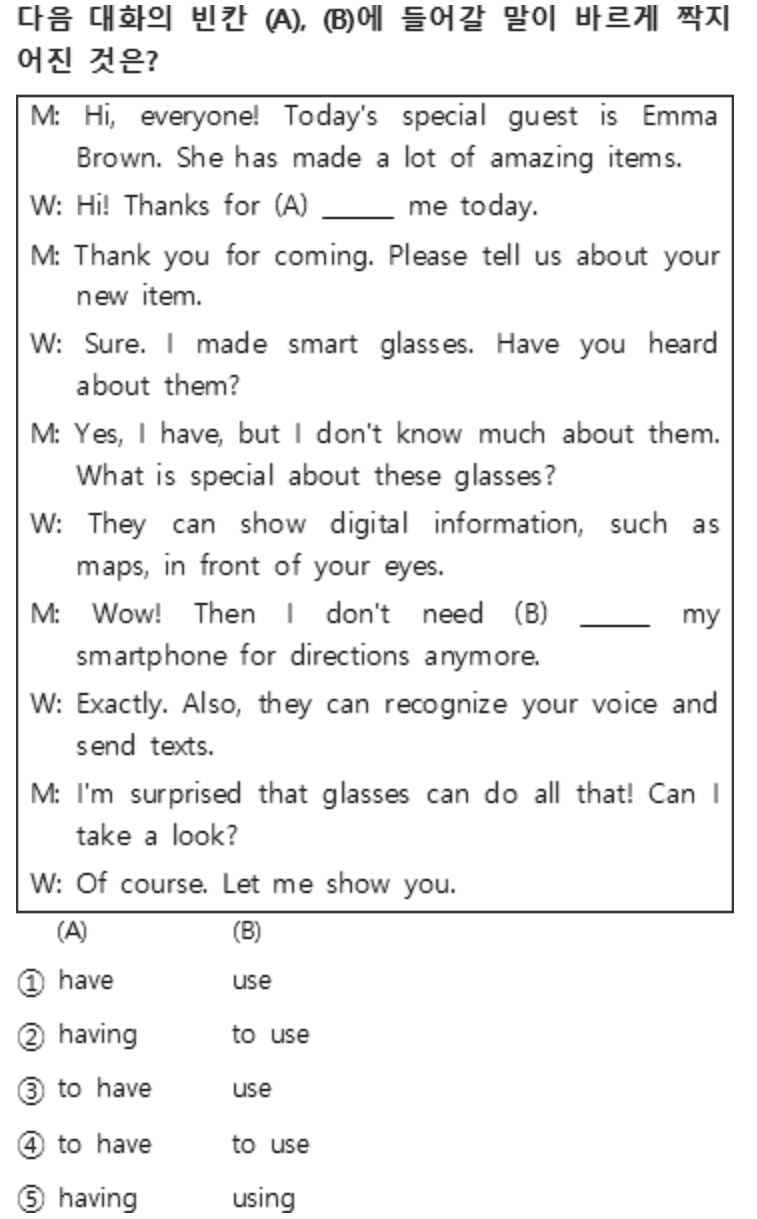 다음 대화의 빈칸 (A), (B)에 들어갈 말이 바르게 짝지
어진 것은?
M: Hi, everyone! Today's special guest is Emma
Brown. She has made a lot of amazing items.
W: Hi! Thanks for (A) _____ me today.
M: Thank you for coming. Please tell us about your
new item.
W: Sure. I made smart glasses. Have you heard
about them?
M: Yes, I have, but I don't know much about them.
What is special about these glasses?
W: They can show digital information, such as
maps, in front of your eyes.
M: Wow! Then I don't need (B) _____ my
smartphone for directions anymore.
W: Exactly. Also, they can recognize your voice and
send texts.
M: I'm surprised that glasses can do all that! Can I
take a look?
W: Of course. Let me show you.
(A) (B)
① have use
② having to use
③ to have use
④ to have to use
⑤ having using